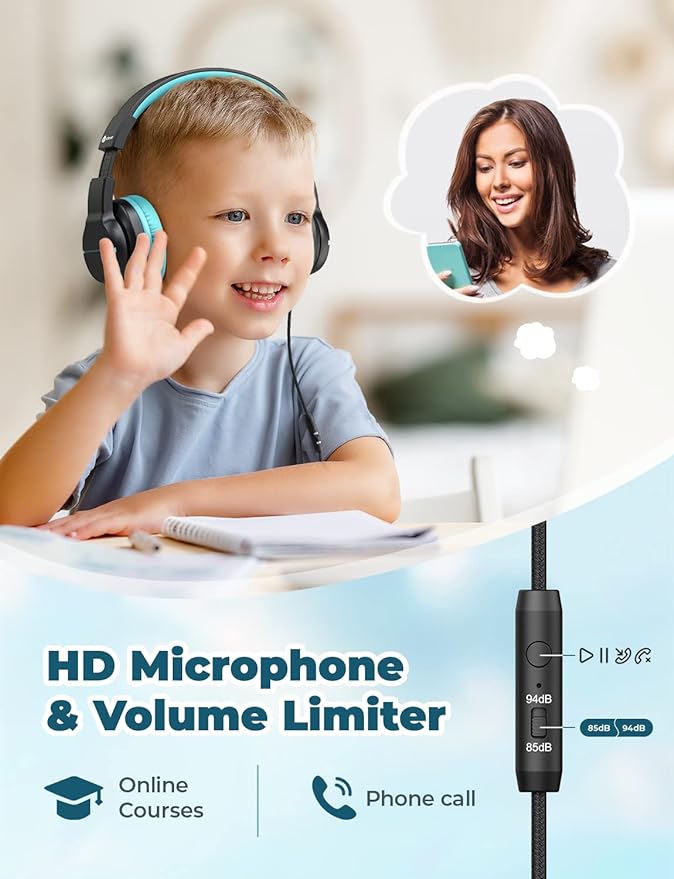 HD Microphone
& Volume Limiter
Online
Courses
Phone call
94dB
85dB
85dB
94dB